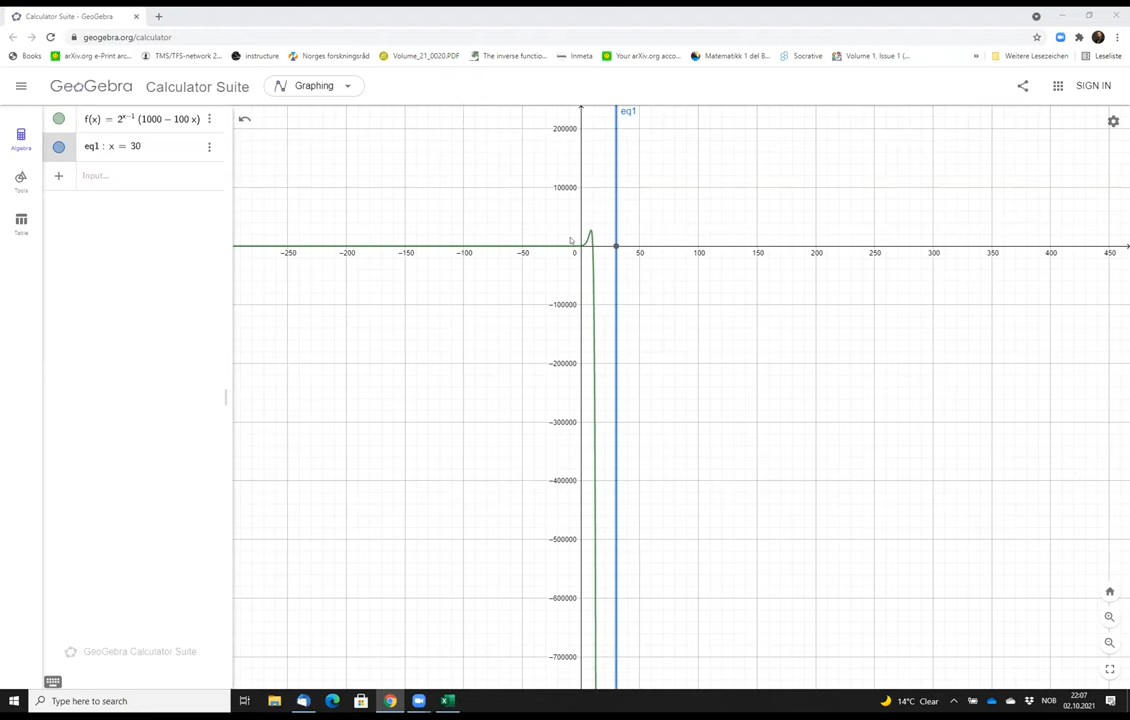 Calculator Suite - GeoGebra
geogebra.org/calculator
Books
arXiv.org e-Print arc...
TMS/TFS-network 2...
instructure
Norges forskningsråd
Volume_21_0020.PDF
The inverse function...
Inmeta
Your arXiv.org acco...
Matematikk 1 del B...
Socrative
Volume 1, Issue 1 (...
»
Weitere Lesezeichen
Leseliste
GeoGebra Calculator Suite
Graphing
SIGN IN
Algebra
Tools
Table
f(x) = 2^{x−1} (1000 − 100 x)
eq1 : x = 30
+ Input...
eq1
200000
100000
−250 −200 −150 −100 −50 0 50 100 150 200 250 300 350 400 450
−100000
−200000
−300000
−400000
−500000
−600000
−700000
GeoGebra Calculator Suite
Type here to search
14°C Clear
NOB
22:07
02.10.2021